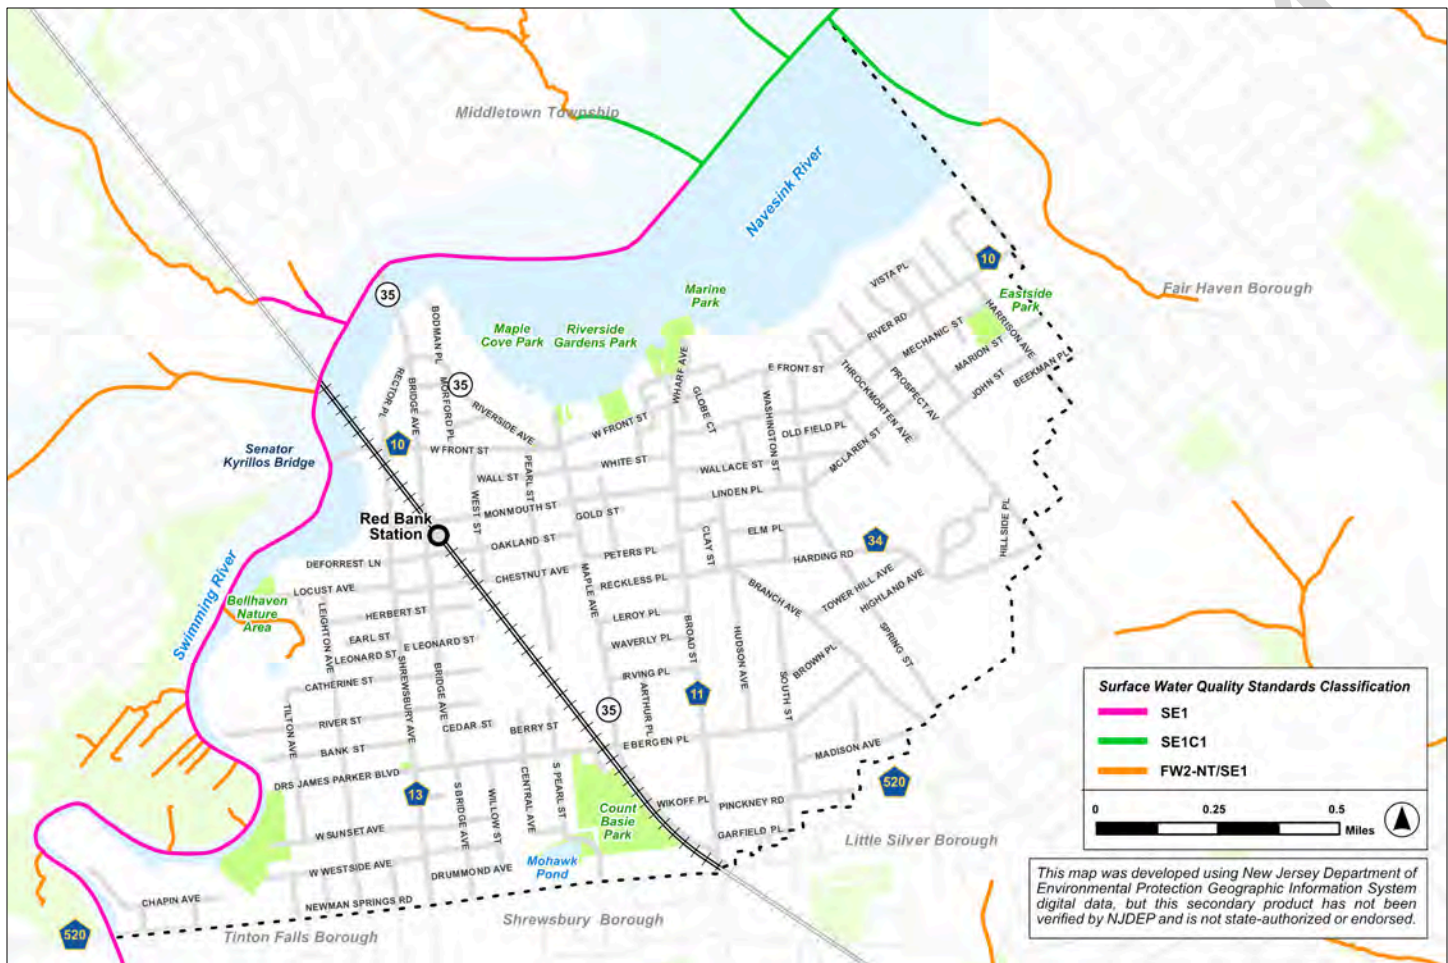 Middletown Township
Navesink River
10
Fair Haven Borough
VISTA PL
Eastside
Park
35
Marine
Park
BODMAN PL
Maple
Cove Park
Riverside
Gardens Park
RIVER RD
HARRISON AVE
MECHANIC ST
MARION ST
BEEKMAN PL
JOHN ST
E FRONT ST
THROCKMORTEN AVE
PROSPECT AV
WHARF AVE
RECTOR PL
BRIDGE AVE
MORFORD PL
35
RIVERSIDE AVE
GLOBE CT
WASHINGTON ST
OLD FIELD PL
MCLAREN ST
W FRONT ST
10
Senator
Kyrillos Bridge
W FRONT ST
PEARL ST
WHITE ST
WALLACE ST
WALL ST
LINDEN PL
WEST ST
MONMOUTH ST
GOLD ST
Red Bank
Station
CLAY ST
ELM PL
34
HILLSIDE PL
OAKLAND ST
PETERS PL
HARDING RD
DEFORREST LN
CHESTNUT AVE
RECKLESS PL
MAPLE AVE
BRANCH AVE
TOWER HILL AVE
HIGHLAND AVE
LOCUST AVE
Swimming River
Bellhaven
Nature
Area
LEIGHTON AVE
HERBERT ST
LEROY PL
BROAD ST
HUDSON AVE
SPRING ST
EARL ST
E LEONARD ST
WAVERLY PL
LEONARD ST
SHREWSBURY AVE
BRIDGE AVE
BROWN PL
CATHERINE ST
IRVING PL
ARTHUR PL
11
SOUTH ST
TILTON AVE
RIVER ST
CEDAR ST
BERRY ST
35
BANK ST
E BERGEN PL
MADISON AVE
DRS JAMES PARKER BLVD
13
S BRIDGE AVE
WILLOW ST
CENTRAL AVE
S PEARL ST
520
Count
Basie
Park
WIKOFF PL
PINCKNEY RD
W SUNSET AVE
GARFIELD PL
Little Silver Borough
W WESTSIDE AVE
DRUMMOND AVE
Mohawk
Pond
CHAPIN AVE
NEWMAN SPRINGS RD
Shrewsbury Borough
520
Tinton Falls Borough
Surface Water Quality Standards Classification
SE1
SE1C1
FW2-NT/SE1
0 0.25 0.5
Miles
This map was developed using New Jersey Department of
Environmental Protection Geographic Information System
digital data, but this secondary product has not been
verified by NJDEP and is not state-authorized or endorsed.